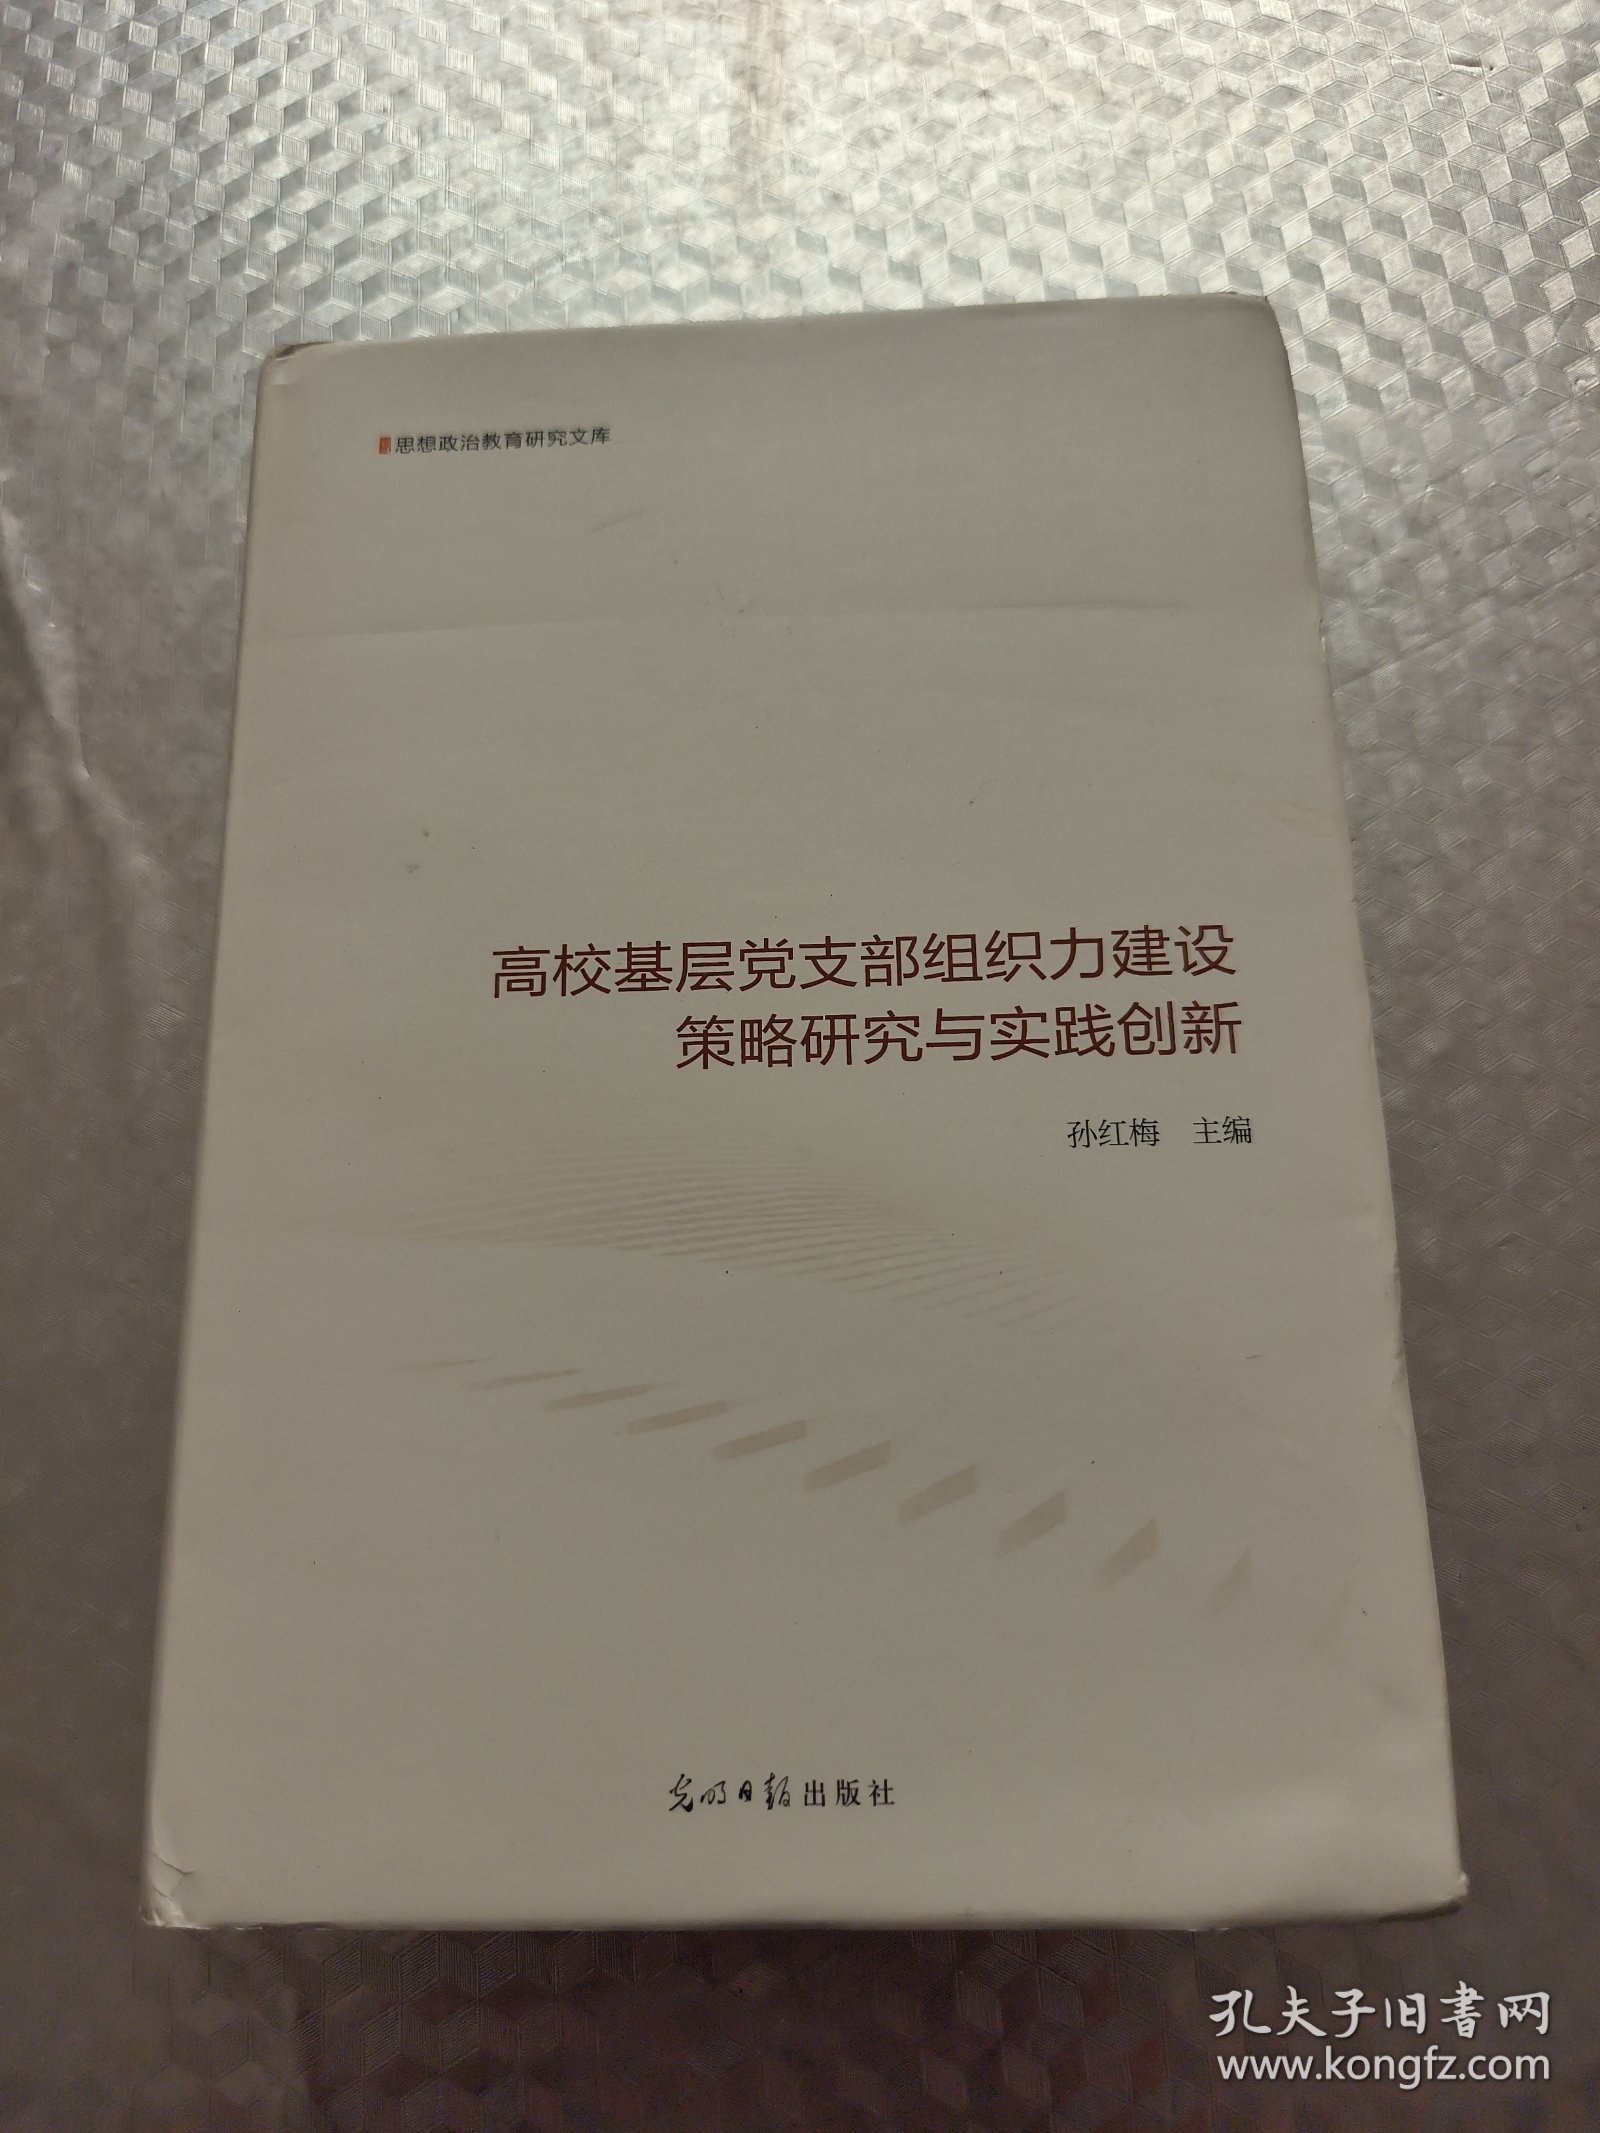 思想政治教育研究文库
高校基层党支部组织力建设
策略研究与实践创新
孙红梅 主编
光明日报出版社
孔夫子旧书网
www.kongfz.com